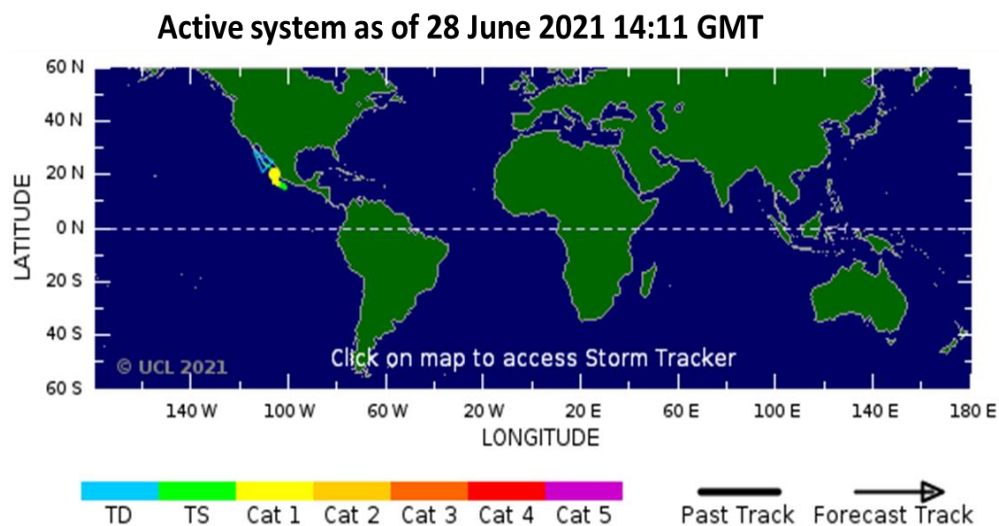 Active system as of 28 June 2021 14:11 GMT
60 N
40 N
20 N
0 N
20 S
40 S
60 S
LATITUDE
Click on map to access Storm Tracker
© UCL 2021
140 W 100 W 60 W 20 W 20 E 60 E 100 E 140 E 180 E
LONGITUDE
TD TS Cat 1 Cat 2 Cat 3 Cat 4 Cat 5 Past Track Forecast Track